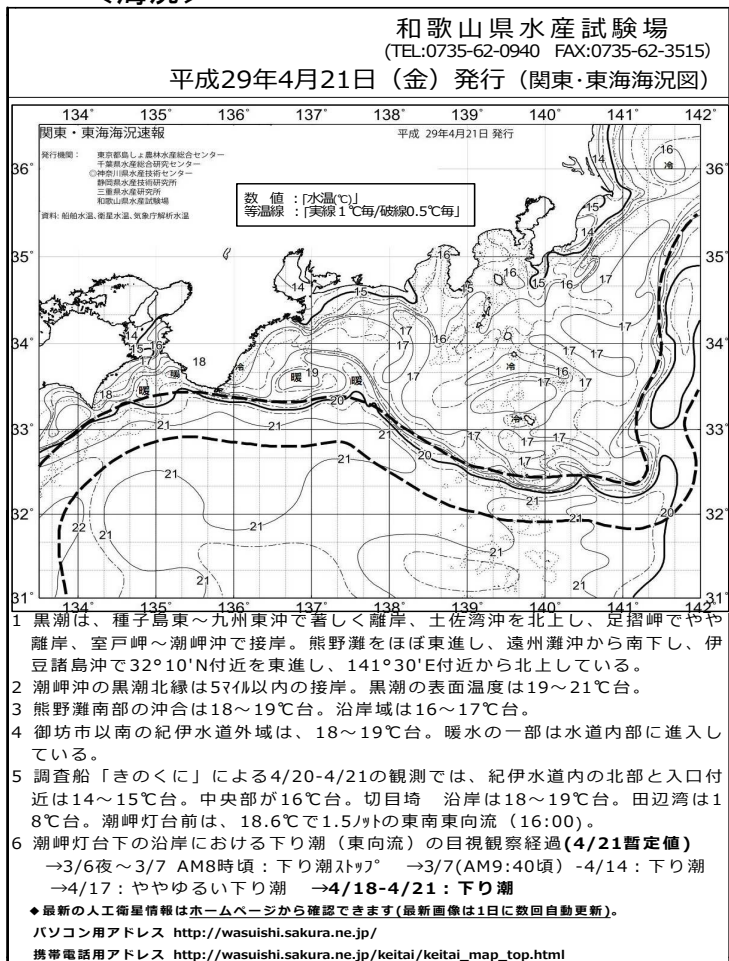 和歌山県水産試験場
(TEL:0735-62-0940 FAX:0735-62-3515)
平成29年4月21日（金）発行（関東･東海海況図）
134° 135° 136° 137° 138° 139° 140° 141° 142°
関東・東海海況速報
平成 29年4月21日 発行
発行機関： 東京都島しょ農林水産総合センター
千葉県水産総合研究センター
◎神奈川県水産技術センター
静岡県水産技術研究所
三重県水産研究所
和歌山県水産試験場
資料: 船舶水温､衛星水温､気象庁解析水温
数 値：｢水温(℃)｣
等温線：｢実線１℃毎/破線0.5℃毎｣
36° 36°
35° 35°
34° 34°
33° 33°
32° 32°
31° 31°
14 16 冷
15
14
16 16 17
14 15 15 15 16
14 17 16 17 17
15 16 18 17 17
17 暖 冷 暖 19 暖 17 冷 16 17
18 暖 20 17 冷
21 21 21 20 17 17 17
21 21
22 21 21 21 21 20
21 21 21
134° 135° 136° 137° 138° 139° 140° 141° 142°
1 黒潮は、種子島東～九州東沖で著しく離岸、土佐湾沖を北上し、足摺岬でやや
離岸、室戸岬～潮岬沖で接岸。熊野灘をほぼ東進し、遠州灘沖から南下し、伊
豆諸島沖で32°10'N付近を東進し、141°30'E付近から北上している。
2 潮岬沖の黒潮北縁は5ﾏｲﾙ以内の接岸。黒潮の表面温度は19～21℃台。
3 熊野灘南部の沖合は18～19℃台。沿岸域は16～17℃台。
4 御坊市以南の紀伊水道外域は、18～19℃台。暖水の一部は水道内部に進入し
ている。
5 調査船「きのくに」による4/20-4/21の観測では、紀伊水道内の北部と入口付
近は14～15℃台。中央部が16℃台。切目埼 沿岸は18～19℃台。田辺湾は1
8℃台。潮岬灯台前は、18.6℃で1.5ﾉｯﾄの東南東向流（16:00）。
6 潮岬灯台下の沿岸における下り潮（東向流）の目視観察経過(4/21暫定値)
→3/6夜～3/7 AM8時頃：下り潮ｽﾄｯﾌﾟ →3/7(AM9:40頃）-4/14：下り潮
→4/17：ややゆるい下り潮 →4/18-4/21：下り潮
◆最新の人工衛星情報はホームページから確認できます(最新画像は1日に数回自動更新)。
パソコン用アドレス http://wasuishi.sakura.ne.jp/
携帯電話用アドレス http://wasuishi.sakura.ne.jp/keitai/keitai_map_top.html